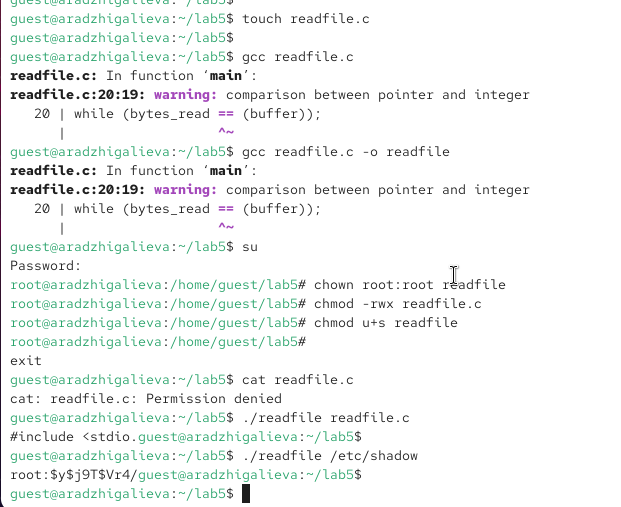 guest@aradzhigalieva:~/lab5$
guest@aradzhigalieva:~/lab5$ touch readfile.c
guest@aradzhigalieva:~/lab5$
guest@aradzhigalieva:~/lab5$ gcc readfile.c
readfile.c: In function ‘main’:
readfile.c:20:19: warning: comparison between pointer and integer
   20 | while (bytes_read == (buffer));
      |                   ^~
guest@aradzhigalieva:~/lab5$ gcc readfile.c -o readfile
readfile.c: In function ‘main’:
readfile.c:20:19: warning: comparison between pointer and integer
   20 | while (bytes_read == (buffer));
      |                   ^~
guest@aradzhigalieva:~/lab5$ su
Password:
root@aradzhigalieva:/home/guest/lab5# chown root:root readfile
root@aradzhigalieva:/home/guest/lab5# chmod -rwx readfile.c
root@aradzhigalieva:/home/guest/lab5# chmod u+s readfile
root@aradzhigalieva:/home/guest/lab5#
exit
guest@aradzhigalieva:~/lab5$ cat readfile.c
cat: readfile.c: Permission denied
guest@aradzhigalieva:~/lab5$ ./readfile readfile.c
#include <stdio.guest@aradzhigalieva:~/lab5$
guest@aradzhigalieva:~/lab5$ ./readfile /etc/shadow
root:$y$j9T$Vr4/guest@aradzhigalieva:~/lab5$
guest@aradzhigalieva:~/lab5$